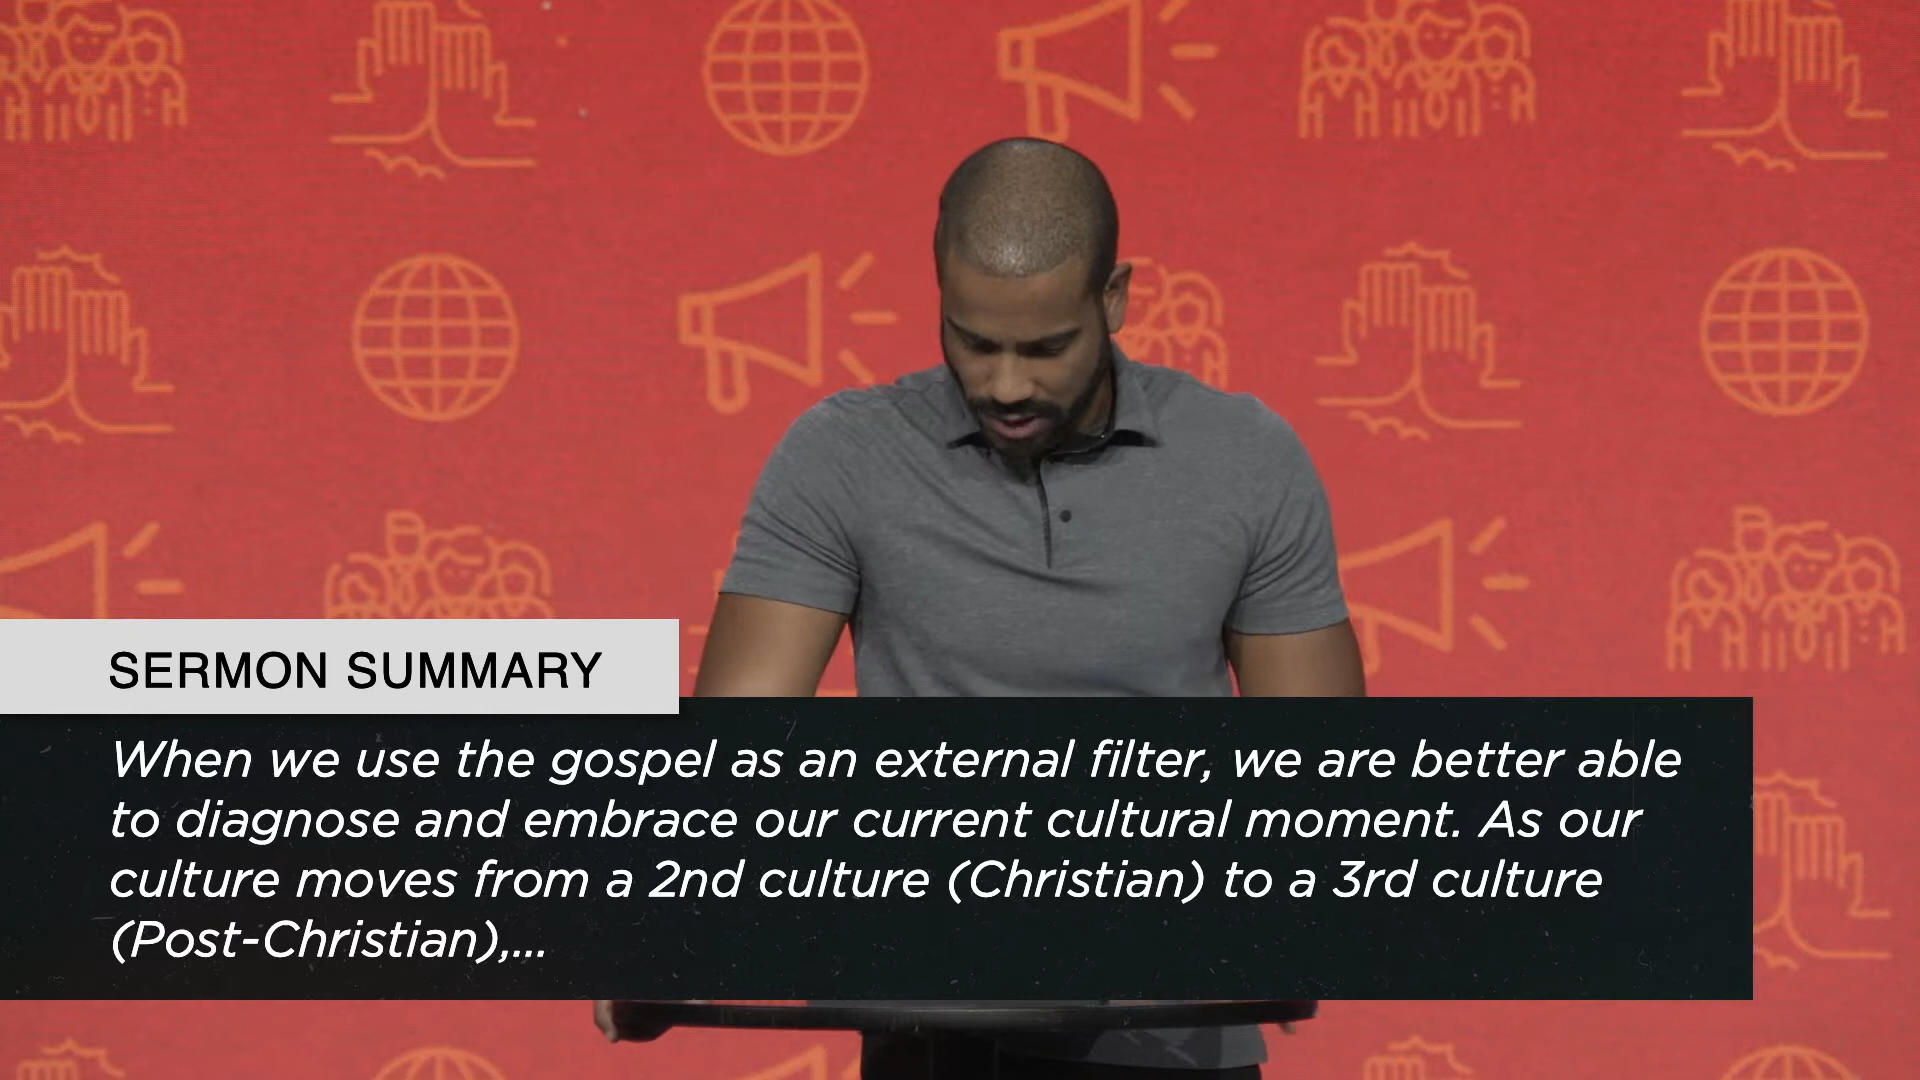 SERMON SUMMARY
When we use the gospel as an external filter, we are better able
to diagnose and embrace our current cultural moment. As our
culture moves from a 2nd culture (Christian) to a 3rd culture
(Post-Christian),...